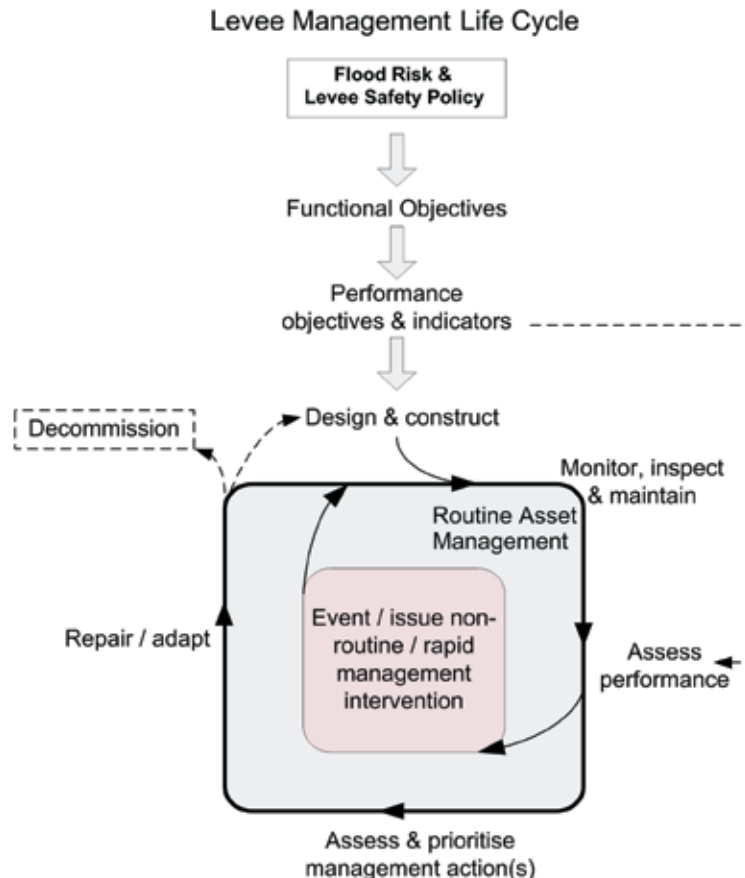 Levee Management Life Cycle
Flood Risk &
Levee Safety Policy
Functional Objectives
Performance
objectives & indicators
Design & construct
Decommission
Monitor, inspect
& maintain
Routine Asset
Management
Event / issue non-
routine / rapid
management
intervention
Repair / adapt
Assess
performance
Assess & prioritise
management action(s)